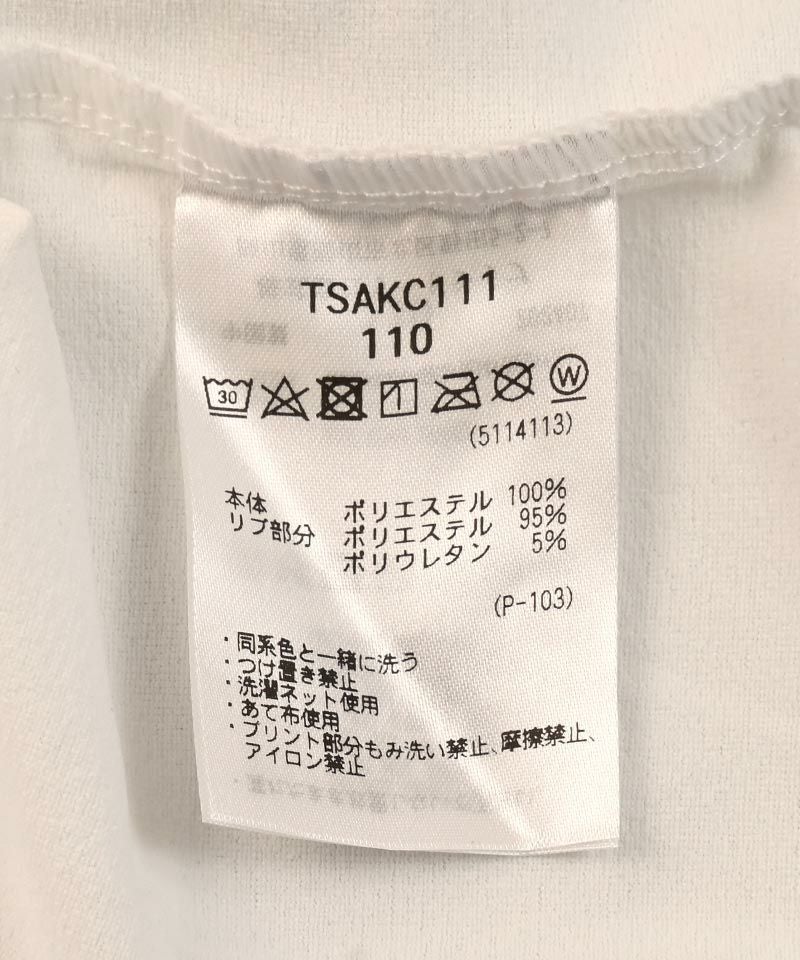 TSAKC111
110
30 W
(5114113)
本体 ポリエステル 100%
リブ部分 ポリエステル 95%
ポリウレタン 5%
(P-103)
・同系色と一緒に洗う
・つけ置き禁止
・洗濯ネット使用
・あて布使用
・プリント部分もみ洗い禁止、摩擦禁止、
アイロン禁止